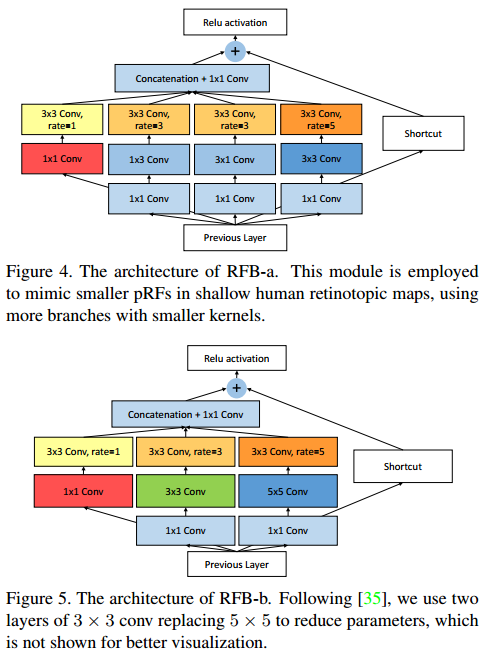 Relu activation
+
Concatenation + 1x1 Conv
3x3 Conv, rate=1
3x3 Conv, rate=3
3x3 Conv, rate=3
3x3 Conv, rate=5
Shortcut
1x1 Conv
1x3 Conv
3x1 Conv
3x3 Conv
1x1 Conv
1x1 Conv
1x1 Conv
Previous Layer
Figure 4. The architecture of RFB-a. This module is employed
to mimic smaller pRFs in shallow human retinotopic maps, using
more branches with smaller kernels.
Relu activation
+
Concatenation + 1x1 Conv
3x3 Conv, rate=1
3x3 Conv, rate=3
3x3 Conv, rate=5
Shortcut
1x1 Conv
3x3 Conv
5x5 Conv
1x1 Conv
1x1 Conv
Previous Layer
Figure 5. The architecture of RFB-b. Following [35], we use two
layers of 3 × 3 conv replacing 5 × 5 to reduce parameters, which
is not shown for better visualization.